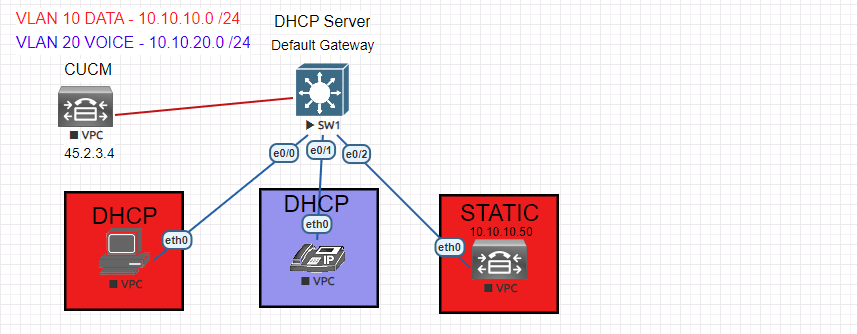 VLAN 10 DATA - 10.10.10.0 /24
DHCP Server
VLAN 20 VOICE - 10.10.20.0 /24
Default Gateway
CUCM
SW1
VPC
45.2.3.4
e0/0
e0/1
e0/2
DHCP
eth0
VPC
DHCP
eth0
IP
VPC
STATIC
10.10.10.50
eth0
VPC